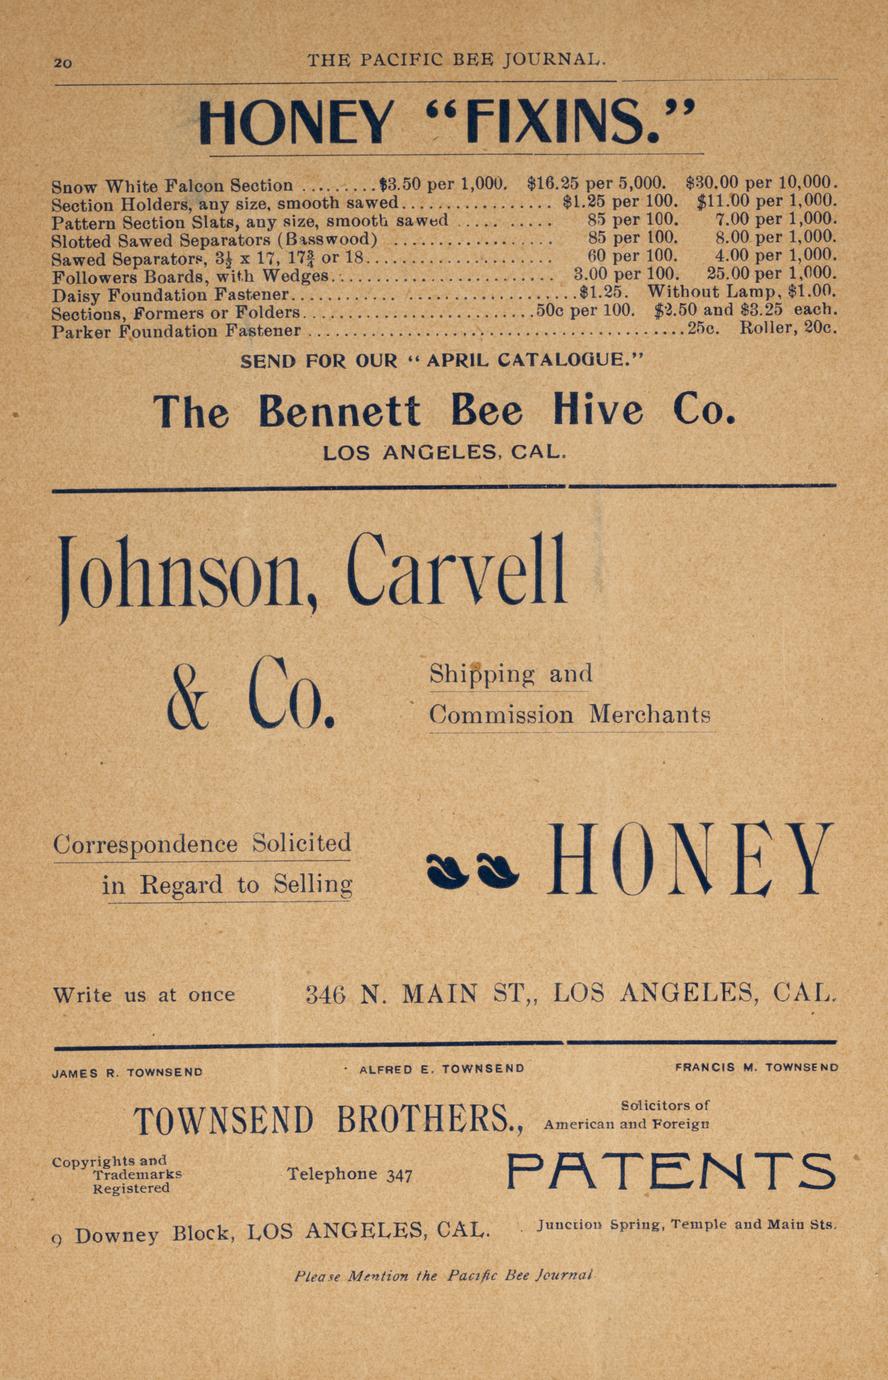 20
THE PACIFIC BEE JOURNAL.
HONEY “FIXINS.”
Snow White Falcon Section .........$3.50 per 1,000. $16.25 per 5,000. $30.00 per 10,000.
Section Holders, any size, smooth sawed................ $1.25 per 100. $11.00 per 1,000.
Pattern Section Slats, any size, smooth sawed ..... ..... 85 per 100. 7.00 per 1,000.
Slotted Sawed Separators (Basswood) ................. 85 per 100. 8.00 per 1,000.
Sawed Separators, 3½ x 17, 17¾ or 18.................... 60 per 100. 4.00 per 1,000.
Followers Boards, with Wedges........................ 3.00 per 100. 25.00 per 1,000.
Daisy Foundation Fastener........... .........................$1.25. Without Lamp, $1.00.
Sections, Formers or Folders.........................50c per 100. $2.50 and $3.25 each.
Parker Foundation Fastener ..........................................25c. Roller, 20c.
SEND FOR OUR “ APRIL CATALOGUE.”
The Bennett Bee Hive Co.
LOS ANGELES, CAL.
Johnson, Carvell
& Co.
Shipping and
Commission Merchants
Correspondence Solicited
in Regard to Selling
HONEY
Write us at once 346 N. MAIN ST,, LOS ANGELES, CAL.
JAMES R. TOWNSEND ALFRED E. TOWNSEND FRANCIS M. TOWNSEND
TOWNSEND BROTHERS.,
Solicitors of
American and Foreign
Copyrights and
Trademarks
Registered
Telephone 347
PATENTS
9 Downey Block, LOS ANGELES, CAL. Junction Spring, Temple and Main Sts.
Please Mention the Pacific Bee Journal